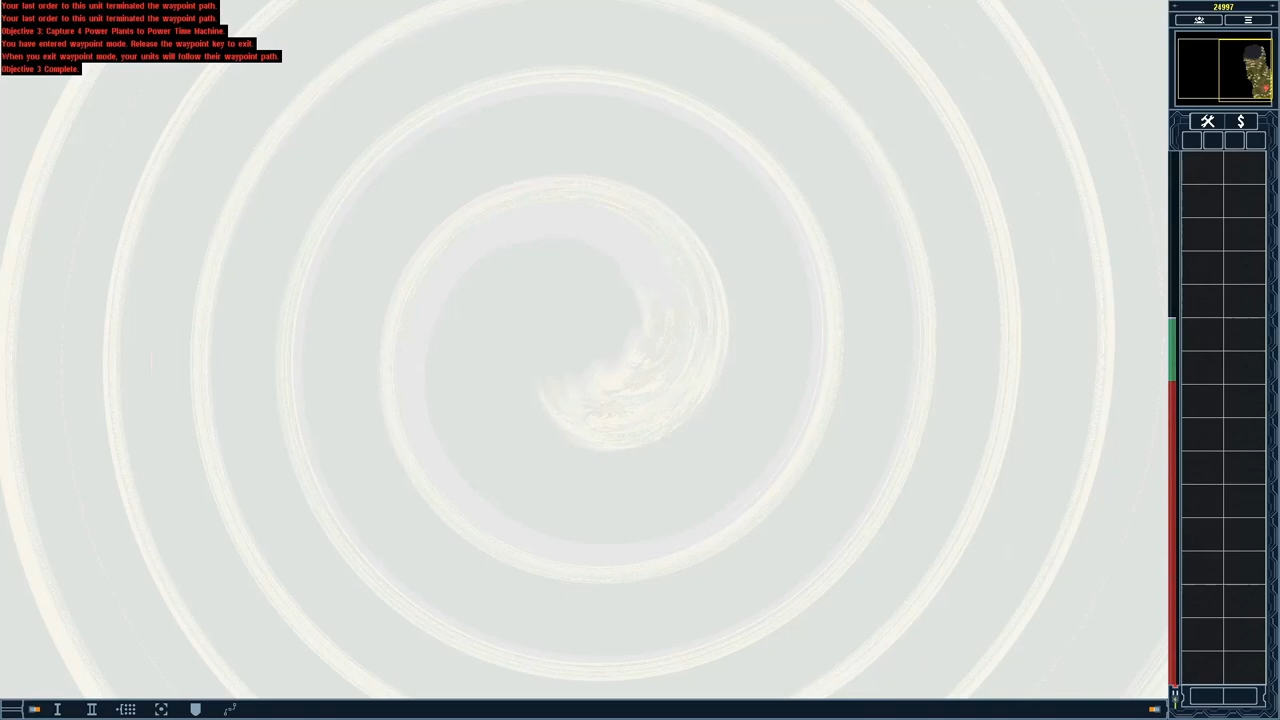 Your last order to this unit terminated the waypoint path.
Your last order to this unit terminated the waypoint path.
Objective 3: Capture 4 Power Plants to Power Time Machine.
You have entered waypoint mode. Release the waypoint key to exit.
When you exit waypoint mode, your units will follow their waypoint path.
Objective 3 Complete.
24997
$
I
II